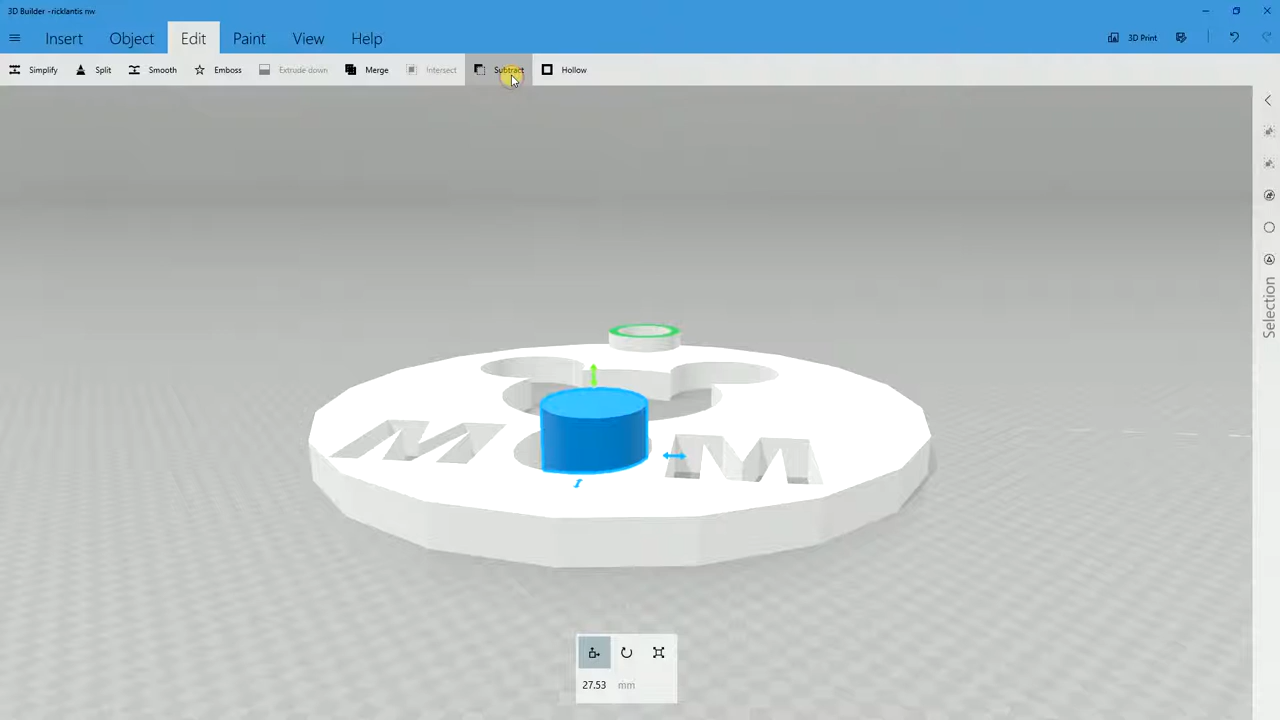 3D Builder -ricklantis nw
Insert Object Edit Paint View Help 3D Print
Simplify Split Smooth Emboss Extrude down Merge Intersect Subtract Hollow
Selection
M M
27.53 mm